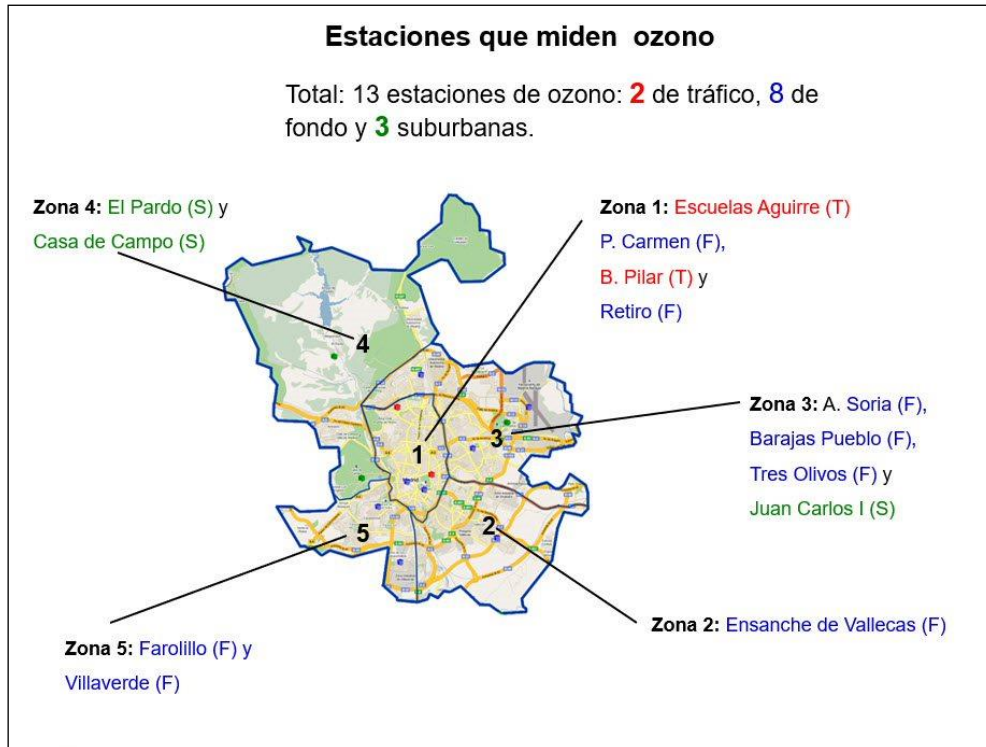 Estaciones que miden ozono
Total: 13 estaciones de ozono: 2 de tráfico, 8 de
fondo y 3 suburbanas.
Zona 4: El Pardo (S) y
Casa de Campo (S)
Zona 1: Escuelas Aguirre (T)
P. Carmen (F),
B. Pilar (T) y
Retiro (F)
4
Zona 3: A. Soria (F),
Barajas Pueblo (F),
Tres Olivos (F) y
Juan Carlos I (S)
3
1
2
5
Zona 2: Ensanche de Vallecas (F)
Zona 5: Farolillo (F) y
Villaverde (F)